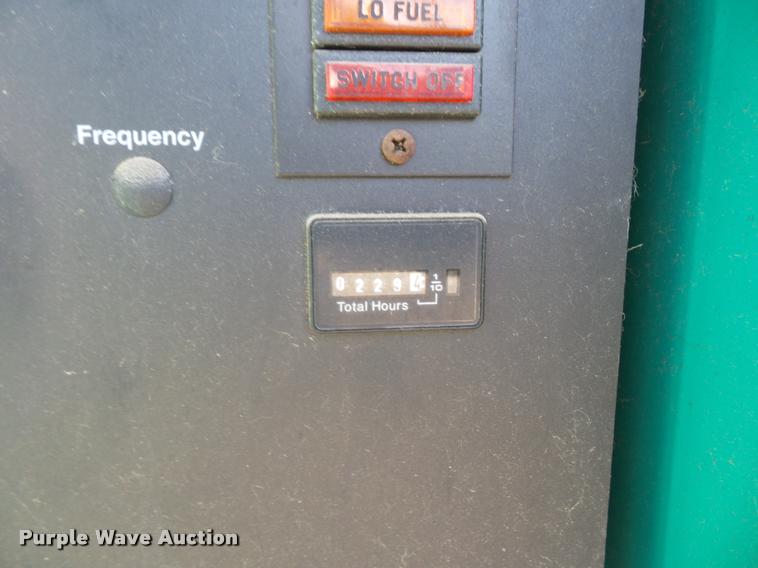 LO FUEL
SWITCH OFF
Frequency
0 2 2 9 4 1/10
Total Hours
Purple Wave Auction